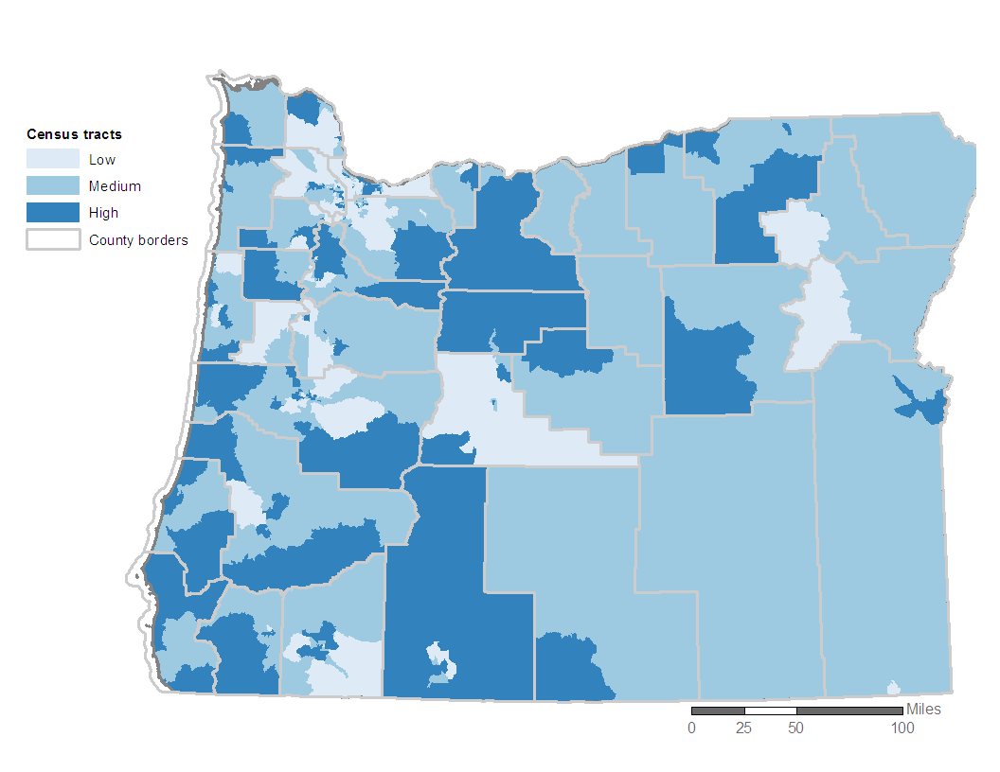 Census tracts
Low
Medium
High
County borders
Miles
0 25 50 100